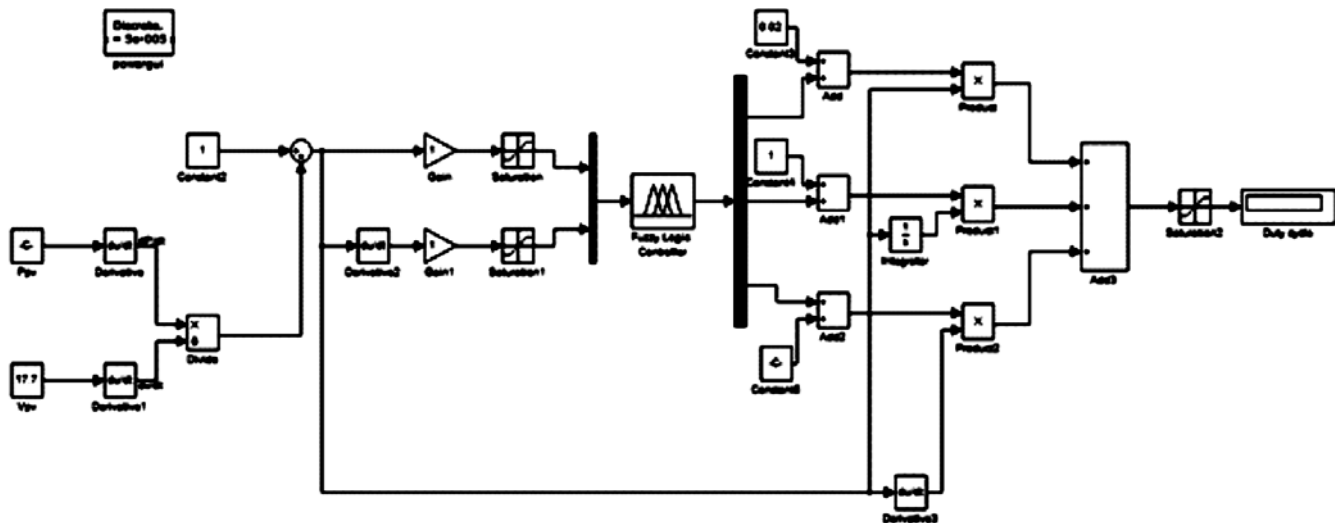 Discrete,
= 5e-005
powergui
0.02
Constant3
Add
Product
1
Constant2
Gain
Saturation
1
Constant4
Add1
Product1
Fuzzy Logic
Controller
-C-
Ppv
du/dt
Derivative
du/dt
Derivative2
1
Gain1
Saturation1
1
s
Integrator
Saturation2
Duty cycle
Add3
Divide
17.7
Vpv
du/dt
Derivative1
Add2
-C-
Product2
du/dt
Derivative3